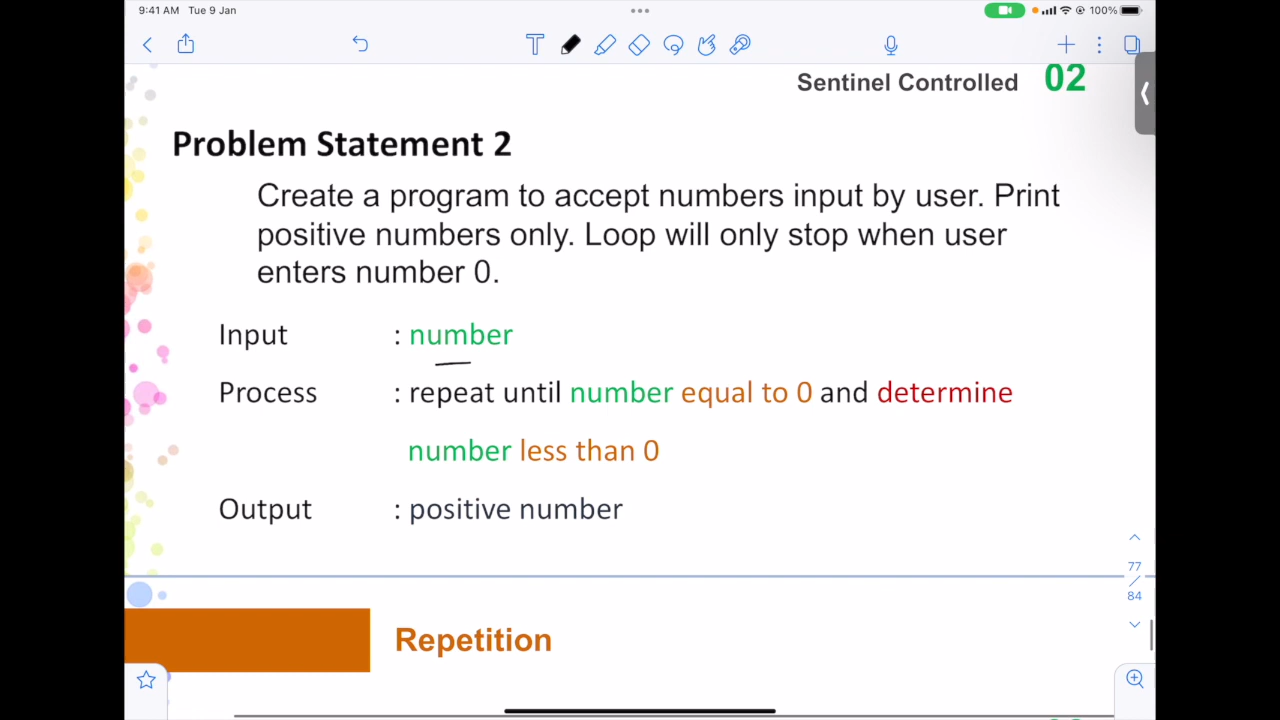 9:41 AM Tue 9 Jan
100%
T
Sentinel Controlled 02
Problem Statement 2
Create a program to accept numbers input by user. Print
positive numbers only. Loop will only stop when user
enters number 0.
Input : number
Process : repeat until number equal to 0 and determine
number less than 0
Output : positive number
77
/
84
Repetition